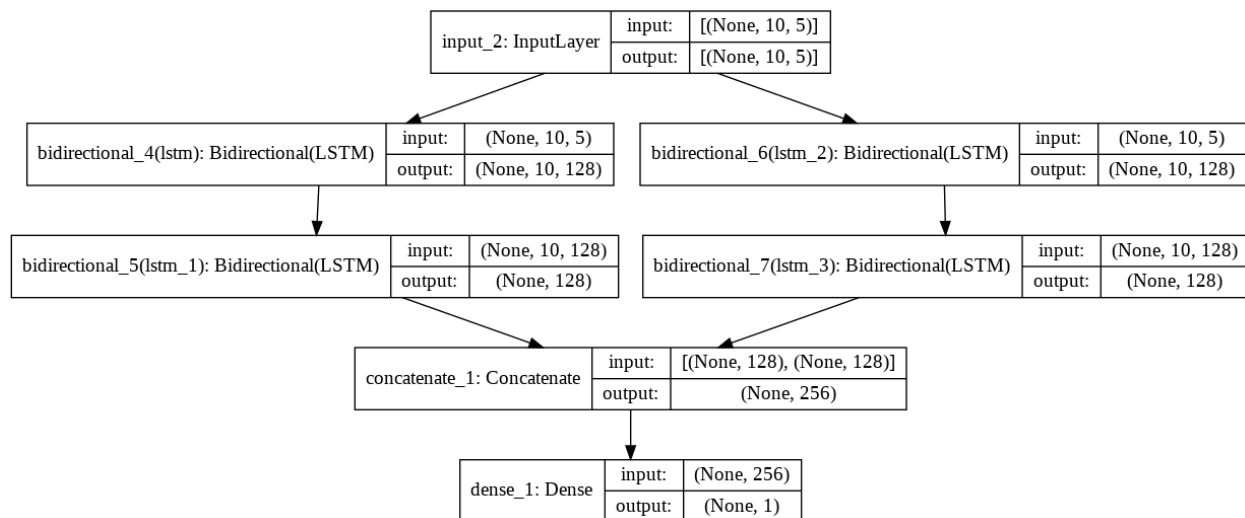 input_2: InputLayer
input: [(None, 10, 5)]
output: [(None, 10, 5)]
bidirectional_4(lstm): Bidirectional(LSTM)
input: (None, 10, 5)
output: (None, 10, 128)
bidirectional_6(lstm_2): Bidirectional(LSTM)
input: (None, 10, 5)
output: (None, 10, 128)
bidirectional_5(lstm_1): Bidirectional(LSTM)
input: (None, 10, 128)
output: (None, 128)
bidirectional_7(lstm_3): Bidirectional(LSTM)
input: (None, 10, 128)
output: (None, 128)
concatenate_1: Concatenate
input: [(None, 128), (None, 128)]
output: (None, 256)
dense_1: Dense
input: (None, 256)
output: (None, 1)